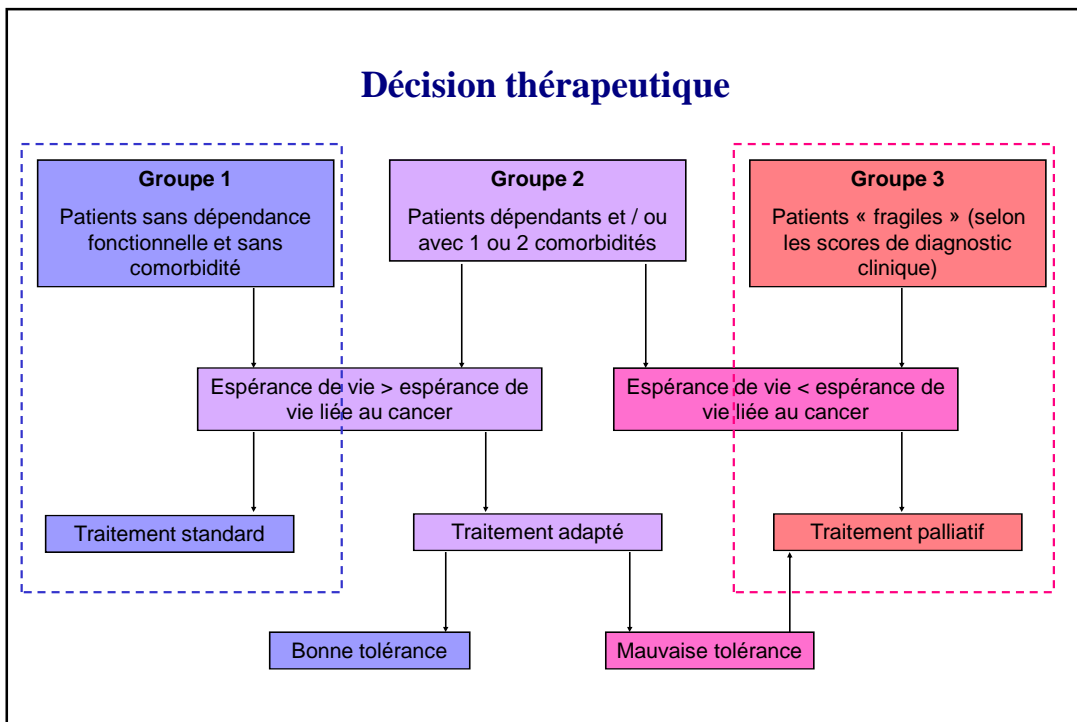 Décision thérapeutique
Groupe 1
Patients sans dépendance
fonctionnelle et sans
comorbidité
Groupe 2
Patients dépendants et / ou
avec 1 ou 2 comorbidités
Groupe 3
Patients « fragiles » (selon
les scores de diagnostic
clinique)
Espérance de vie > espérance de
vie liée au cancer
Espérance de vie < espérance de
vie liée au cancer
Traitement standard
Traitement adapté
Traitement palliatif
Bonne tolérance
Mauvaise tolérance